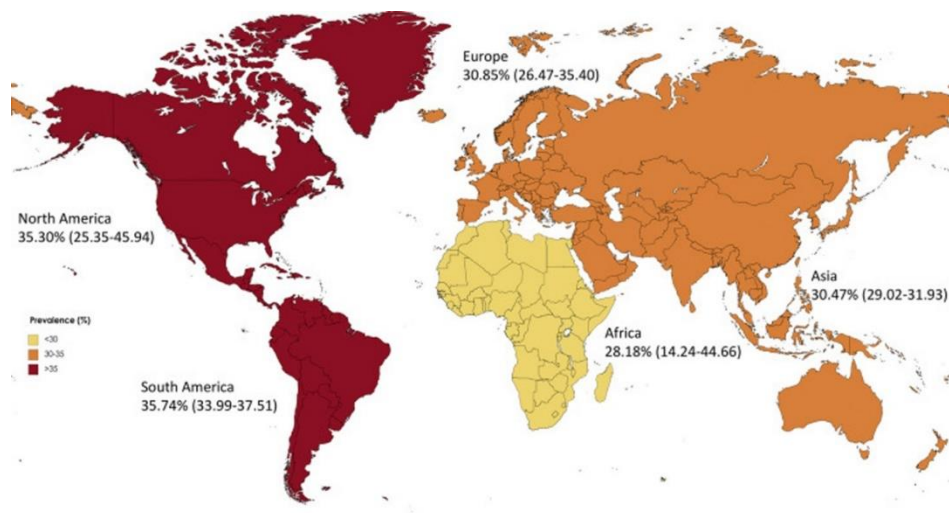 Europe
30.85% (26.47-35.40)
North America
35.30% (25.35-45.94)
Asia
30.47% (29.02-31.93)
Prevalence (%)
<30
30-35
>35
Africa
28.18% (14.24-44.66)
South America
35.74% (33.99-37.51)